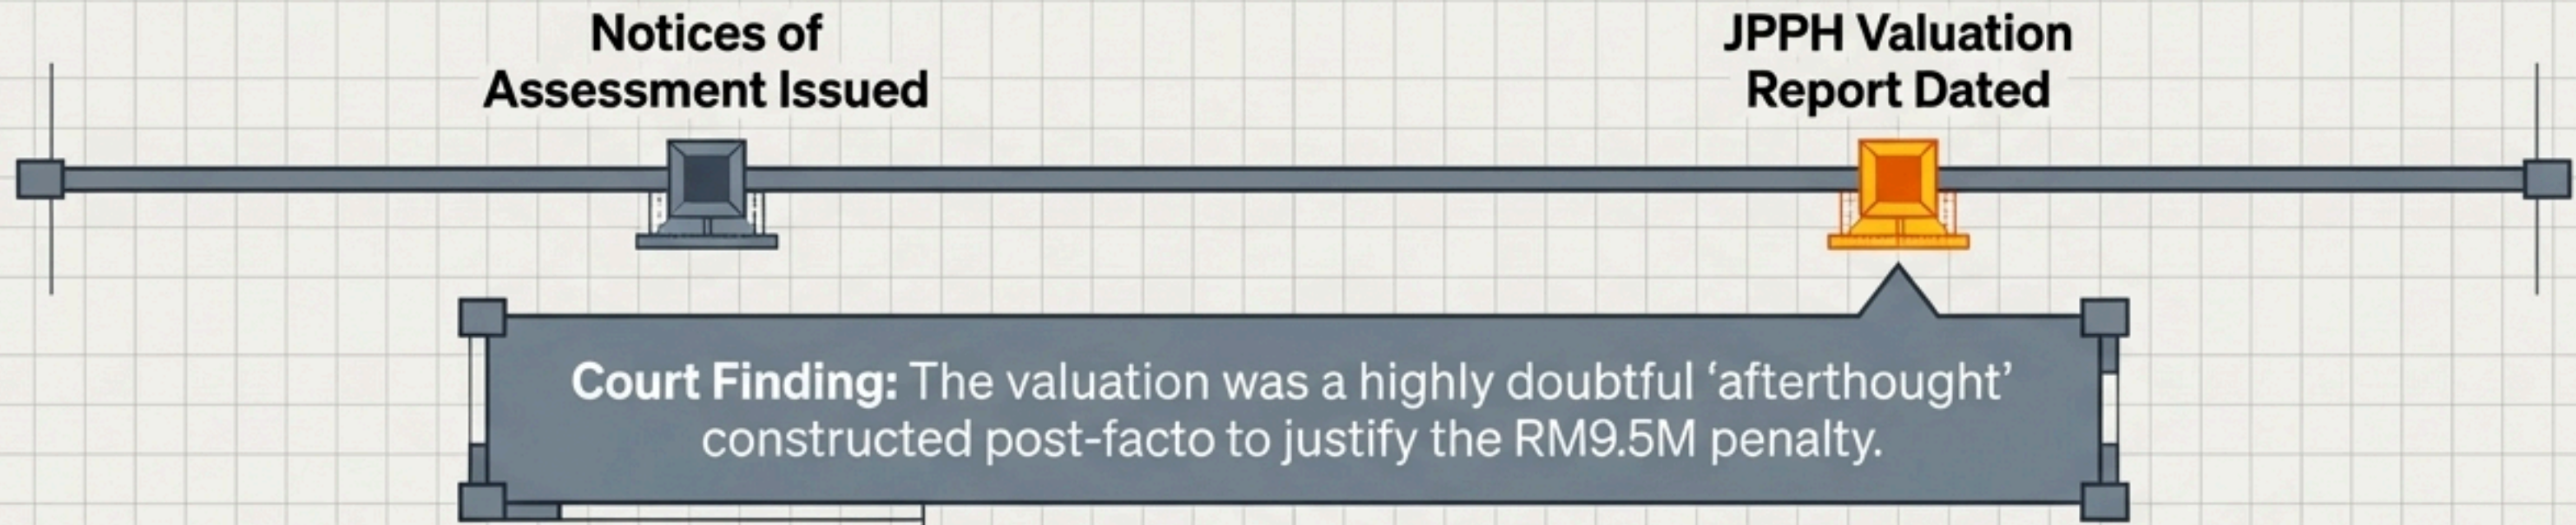 Notices of
Assessment Issued
JPPH Valuation
Report Dated
Court Finding: The valuation was a highly doubtful ‘afterthought’
constructed post-facto to justify the RM9.5M penalty.